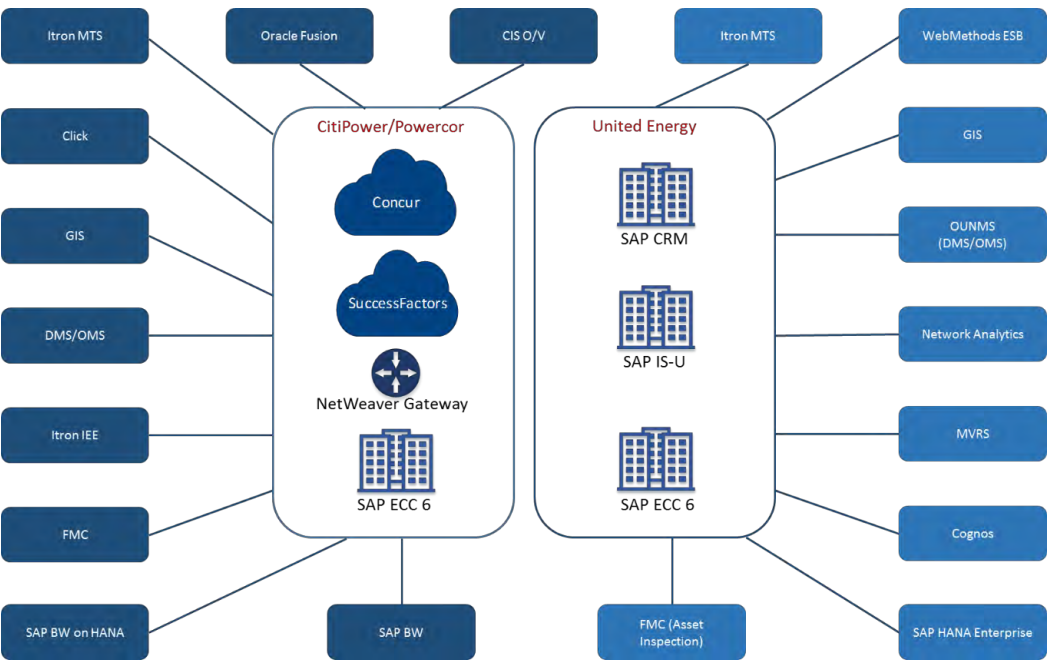 Itron MTS
Oracle Fusion
CIS O/V
Itron MTS
WebMethods ESB
CitiPower/Powercor
United Energy
Click
GIS
Concur
SAP CRM
GIS
OUNMS
(DMS/OMS)
SuccessFactors
SAP IS-U
DMS/OMS
Network Analytics
NetWeaver Gateway
Itron IEE
MVRS
SAP ECC 6
SAP ECC 6
FMC
Cognos
SAP BW on HANA
SAP BW
FMC (Asset
Inspection)
SAP HANA Enterprise